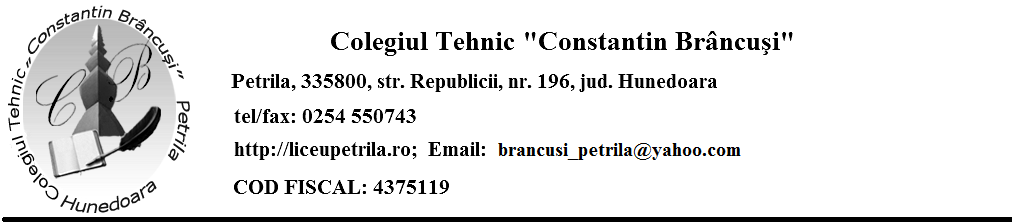 Colegiul Tehnic „Constantin Brâncuşi”
Petrila
Hunedoara
C B
Colegiul Tehnic "Constantin Brâncuşi"
Petrila, 335800, str. Republicii, nr. 196, jud. Hunedoara
tel/fax: 0254 550743
http://liceupetrila.ro;  Email:  brancusi_petrila@yahoo.com
COD FISCAL: 4375119